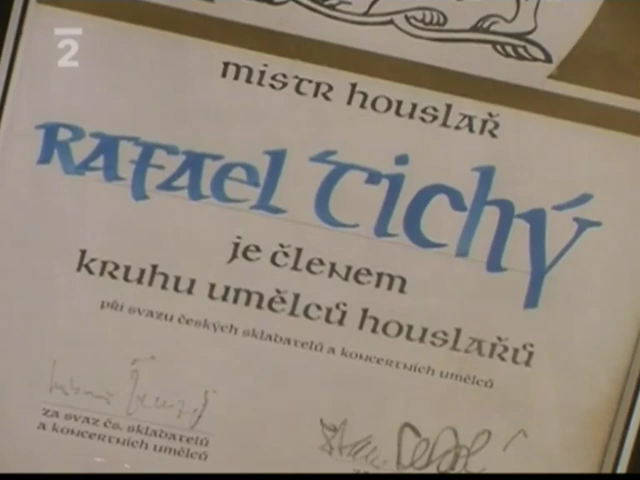 2
mistr houslař
Rafael Tichý
je členem
kruhu umělců houslařů
při svazu českých skladatelů a koncertních umělců
za svaz čs. skladatelů
a koncertních umělců